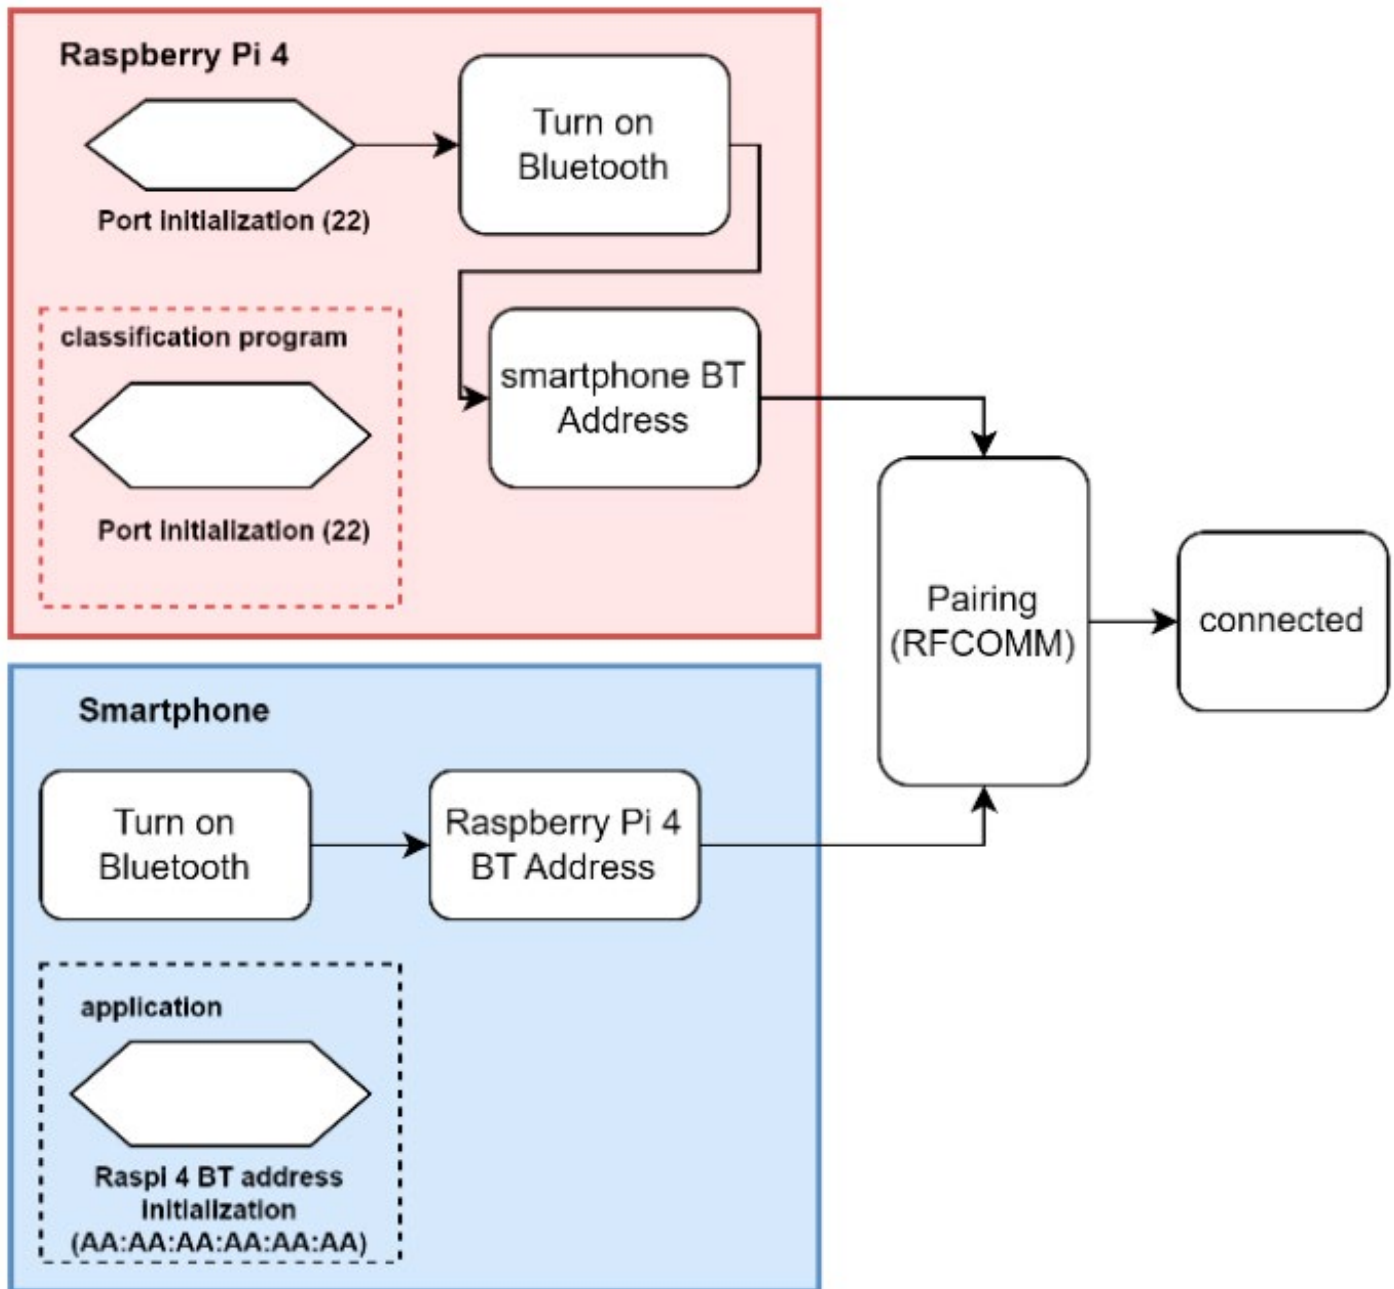 Raspberry Pi 4
Turn on
Bluetooth
Port initialization (22)
classification program
smartphone BT
Address
Port initialization (22)
Pairing
(RFCOMM)
connected
Smartphone
Turn on
Bluetooth
Raspberry Pi 4
BT Address
application
Raspi 4 BT address
Initialization
(AA:AA:AA:AA:AA:AA)